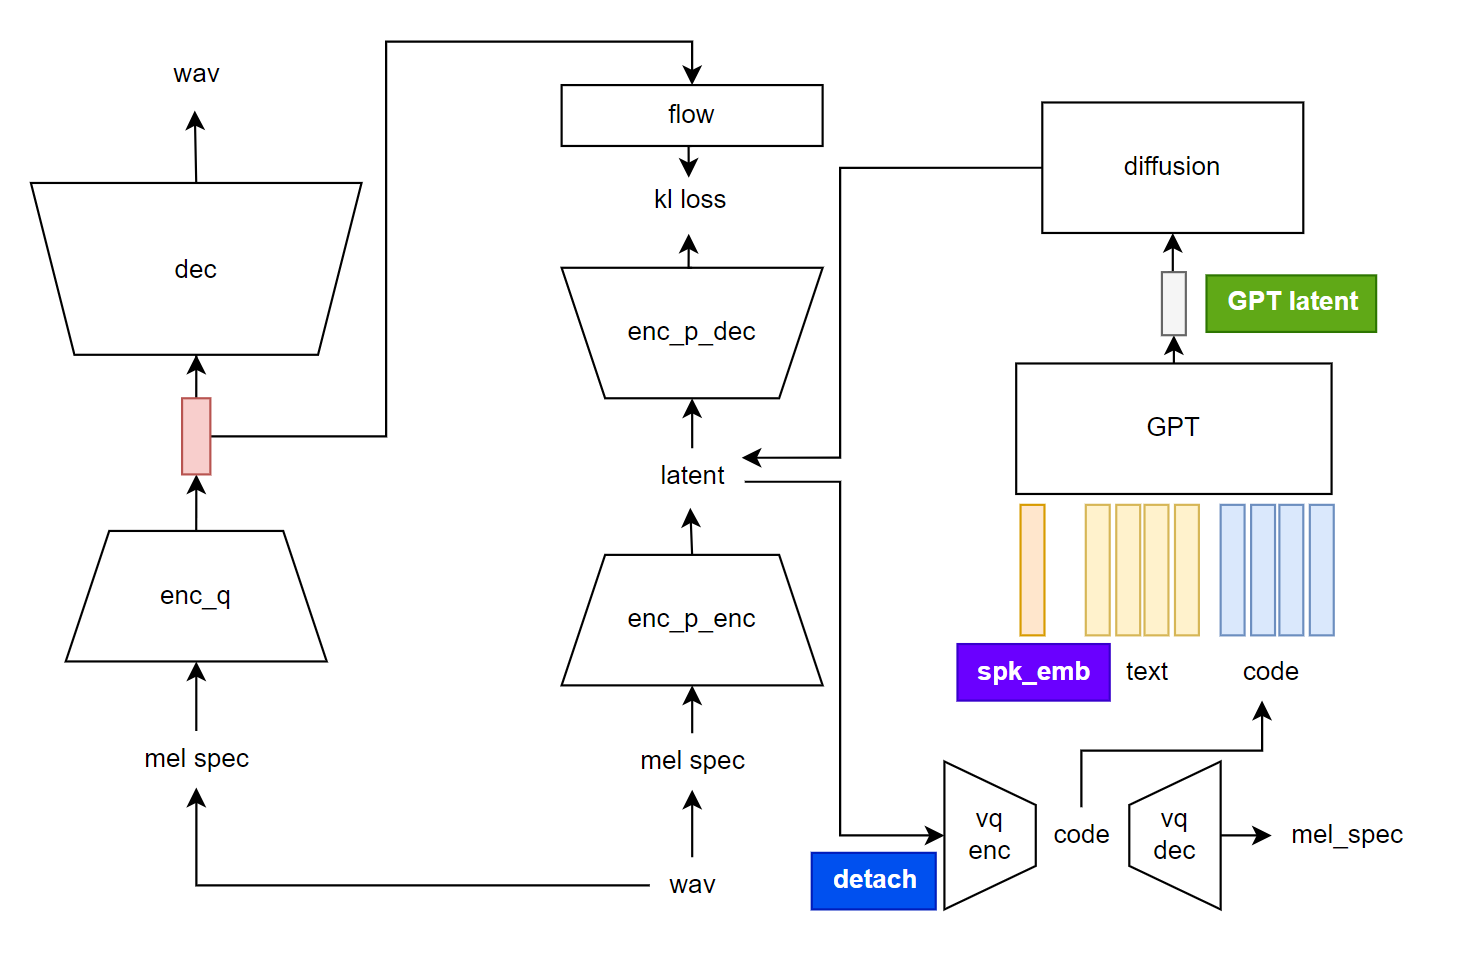 wav
dec
enc_q
mel spec
flow
kl loss
enc_p_dec
latent
enc_p_enc
mel spec
wav
diffusion
GPT latent
GPT
spk_emb
text
code
vq
enc
code
vq
dec
mel_spec
detach